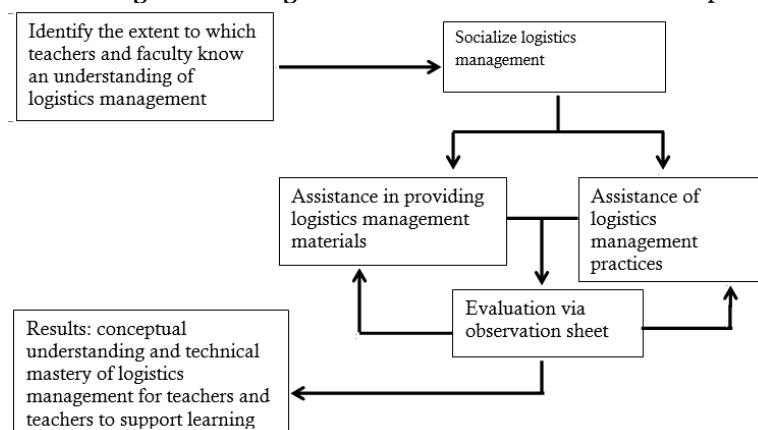 Identify the extent to which
teachers and faculty know
an understanding of
logistics management
Socialize logistics
management
Assistance in providing
logistics management
materials
Assistance of
logistics
management
practices
Evaluation via
observation sheet
Results: conceptual
understanding and technical
mastery of logistics
management for teachers and
teachers to support learning